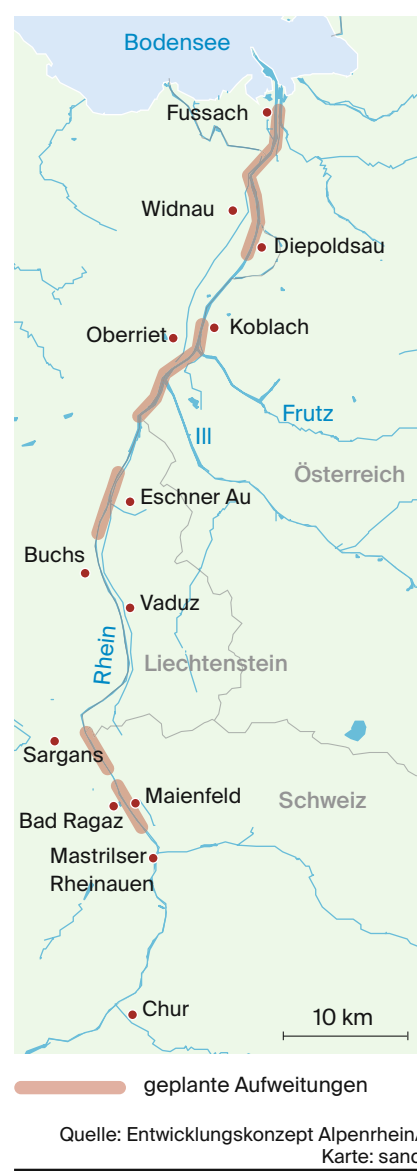 Bodensee
Fussach
Widnau
Diepoldsau
Oberriet
Koblach
Frutz
Ill
Österreich
Eschner Au
Buchs
Vaduz
Rhein
Liechtenstein
Sargans
Maienfeld
Schweiz
Bad Ragaz
Mastrilser
Rheinauen
Chur
10 km
geplante Aufweitungen
Quelle: Entwicklungskonzept Alpenrhein/
Karte: sand